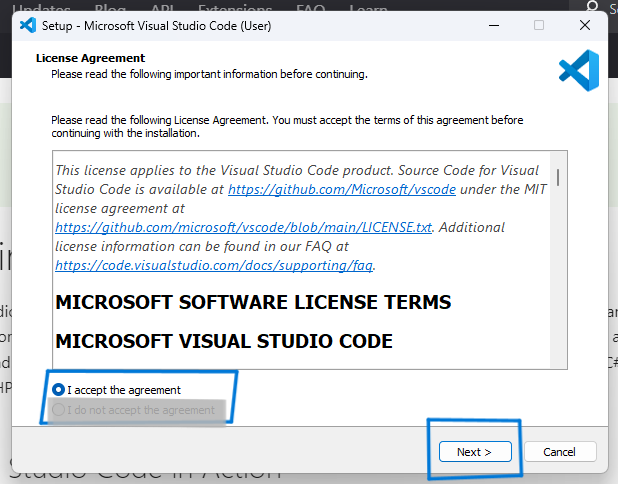 Updates Blog API Extensions FAQ Learn
Setup - Microsoft Visual Studio Code (User)
License Agreement
Please read the following important information before continuing.
Please read the following License Agreement. You must accept the terms of this agreement before
continuing with the installation.
This license applies to the Visual Studio Code product. Source Code for Visual
Studio Code is available at https://github.com/Microsoft/vscode under the MIT
license agreement at
https://github.com/microsoft/vscode/blob/main/LICENSE.txt. Additional
license information can be found in our FAQ at
https://code.visualstudio.com/docs/supporting/faq.
MICROSOFT SOFTWARE LICENSE TERMS
MICROSOFT VISUAL STUDIO CODE
I accept the agreement
I do not accept the agreement
Next >
Cancel
Studio Code in Action